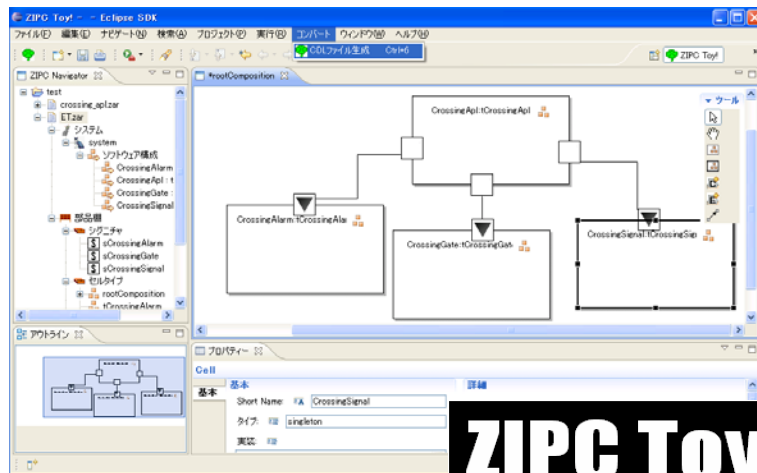 ZIPC Toy! - - Eclipse SDK
ファイル(F) 編集(E) ナビゲート(N) 検索(A) プロジェクト(P) 実行(R) コンバート ウィンドウ(W) ヘルプ(H)
CDLファイル生成 Ctrl+6
ZIPC Toy!
ZIPC Navigator
test
crossing_apl.zar
ET.zar
システム
system
ソフトウェア構成
CrossingAlarm
CrossingApl : t
CrossingGate :
CrossingSignal
部品棚
シグニチャ
sCrossingAlarm
sCrossingGate
sCrossingSignal
セルタイプ
rootComposition
tCrossingAlarm
*rootComposition
CrossingApl:tCrossingApl
CrossingAlarm:tCrossingAlar
CrossingGate:tCrossingGat
CrossingSignal:tCrossingSig
ツール
アウトライン
プロパティー
Cell
基本
基本
詳細
Short Name: CrossingSignal
タイプ: singleton
実装:
ZIPC Toy